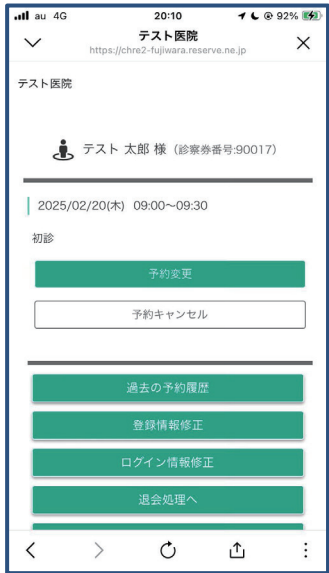 au 4G 20:10 92%
テスト医院
https://chre2-fujiwara.reserve.ne.jp
テスト医院
テスト 太郎 様（診察券番号:90017）
2025/02/20(木) 09:00～09:30
初診
予約変更
予約キャンセル
過去の予約履歴
登録情報修正
ログイン情報修正
退会処理へ